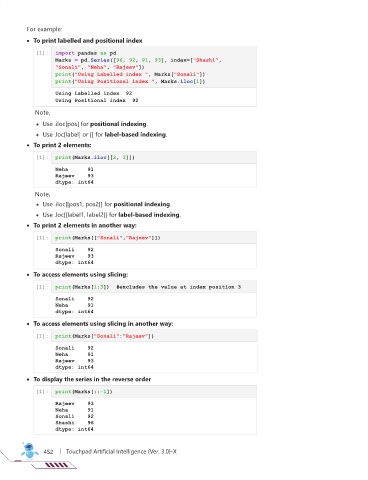 For example:
• To print labelled and positional index
[1]: import pandas as pd
Marks = pd.Series([96, 92, 91, 93], index=["Shashi",
"Sonali", "Neha", "Rajeev"])
print("Using Labelled index ", Marks["Sonali"])
print("Using Positional index ", Marks.iloc[1])
Using Labelled index 92
Using Positional index 92
Note,
• Use .iloc[pos] for positional indexing.
• Use .loc[label] or [] for label-based indexing.
• To print 2 elements:
[1]: print(Marks.iloc[[2, 3]])
Neha 91
Rajeev 93
dtype: int64
Note,
• Use .iloc[[pos1, pos2]] for positional indexing.
• Use .loc[[label1, label2]] for label-based indexing.
• To print 2 elements in another way:
[1]: print(Marks[["Sonali","Rajeev"]])
Sonali 92
Rajeev 93
dtype: int64
• To access elements using slicing:
[1]: print(Marks[1:3]) #excludes the value at index position 3
Sonali 92
Neha 91
dtype: int64
• To access elements using slicing in another way:
[1]: print(Marks["Sonali":"Rajeev"])
Sonali 92
Neha 91
Rajeev 93
dtype: int64
• To display the series in the reverse order
[1]: print(Marks[::-1])
Rajeev 93
Neha 91
Sonali 92
Shashi 96
dtype: int64
452 | Touchpad Artificial Intelligence (Ver. 3.0)-X